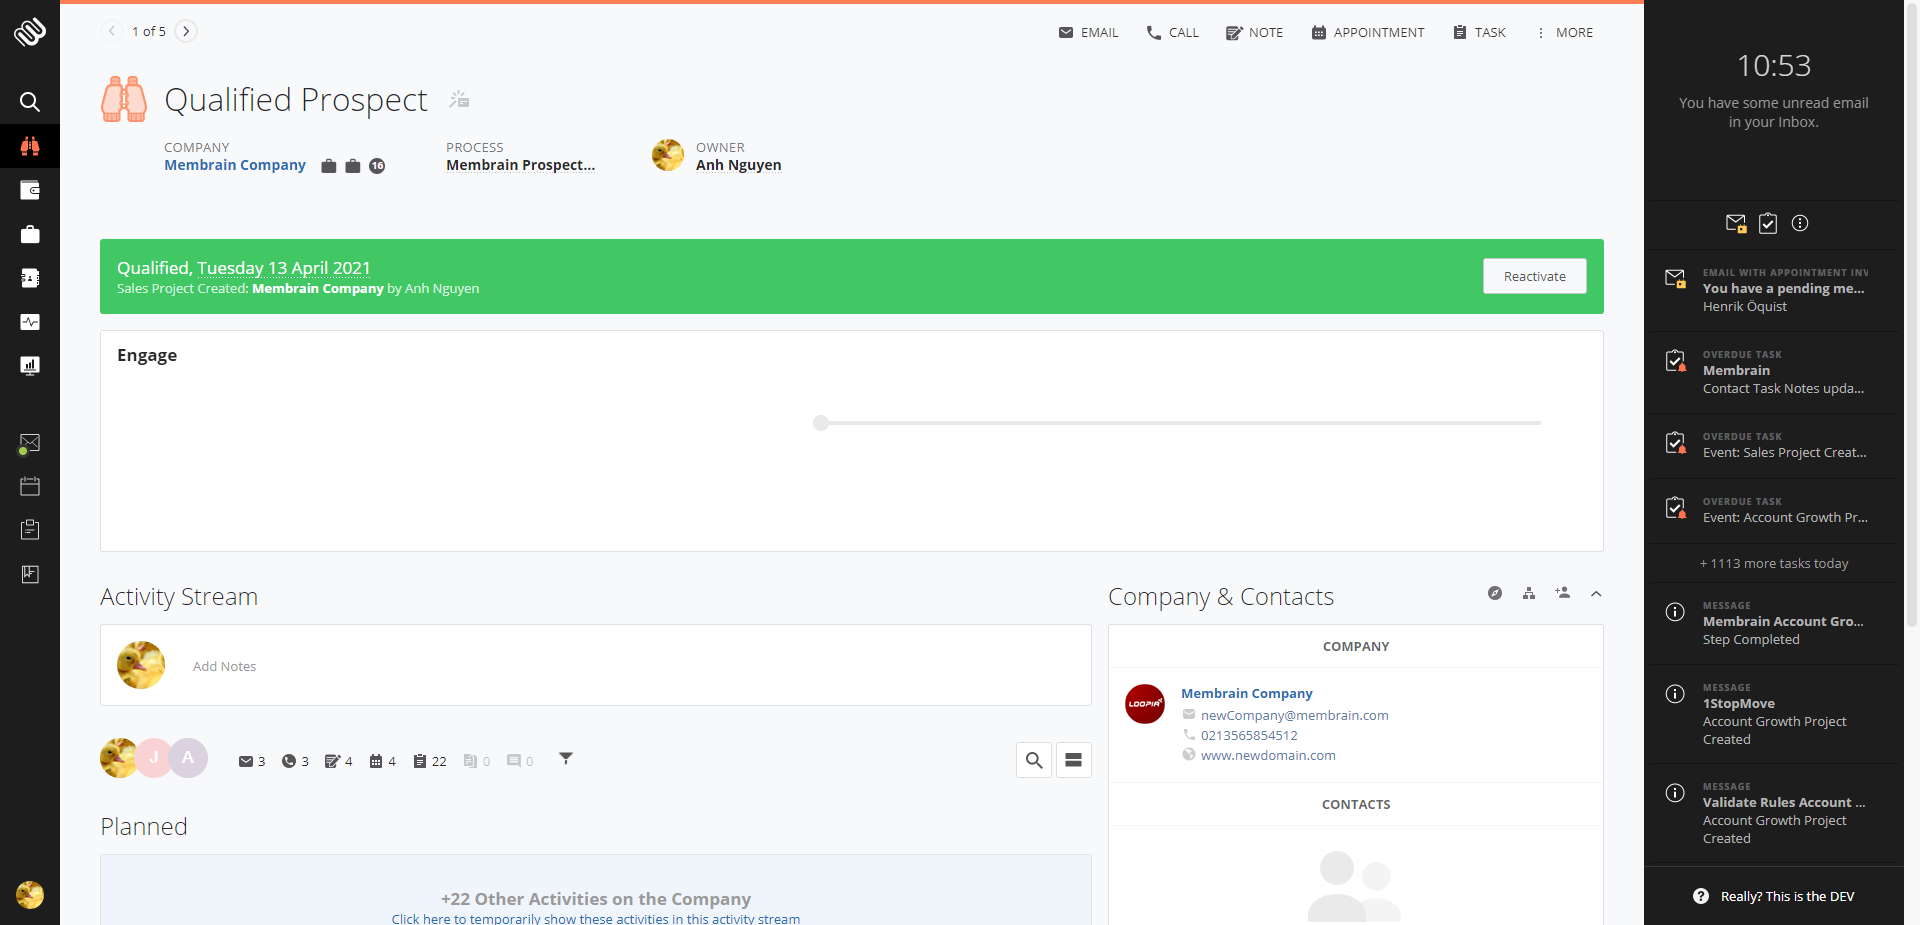 1 of 5
EMAIL
CALL
NOTE
APPOINTMENT
TASK
MORE
Qualified Prospect
COMPANY
Membrain Company
16
PROCESS
Membrain Prospect...
OWNER
Anh Nguyen
Qualified, Tuesday 13 April 2021
Sales Project Created: Membrain Company by Anh Nguyen
Reactivate
Engage
Activity Stream
Add Notes
J
A
3
3
4
4
22
0
0
Planned
+22 Other Activities on the Company
Click here to temporarily show these activities in this activity stream
Company & Contacts
COMPANY
LOOPIA
Membrain Company
newCompany@membrain.com
0213565854512
www.newdomain.com
CONTACTS
10:53
You have some unread email
in your Inbox.
EMAIL WITH APPOINTMENT INV
You have a pending me...
Henrik Öquist
OVERDUE TASK
Membrain
Contact Task Notes upda...
OVERDUE TASK
Event: Sales Project Creat...
OVERDUE TASK
Event: Account Growth Pr...
+ 1113 more tasks today
MESSAGE
Membrain Account Gro...
Step Completed
MESSAGE
1StopMove
Account Growth Project
Created
MESSAGE
Validate Rules Account ...
Account Growth Project
Created
Really? This is the DEV